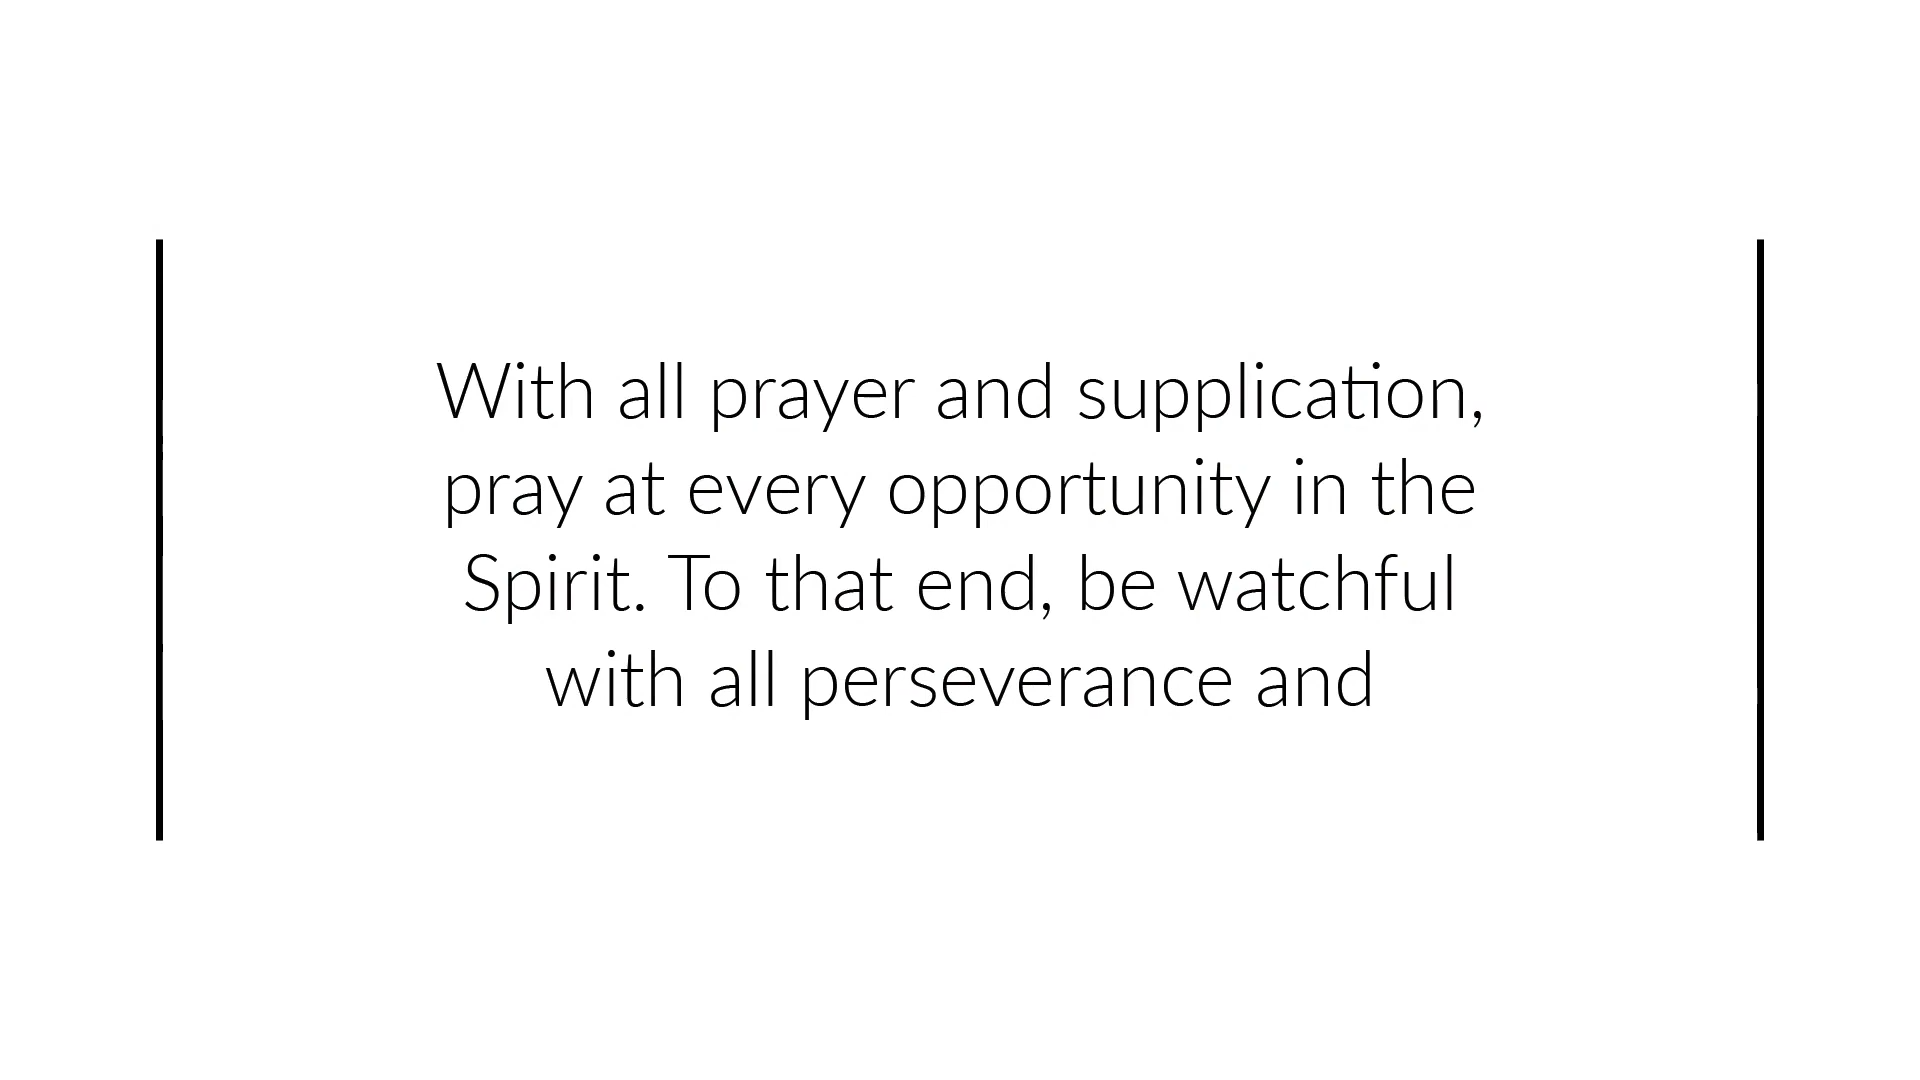 With all prayer and supplication,
pray at every opportunity in the
Spirit. To that end, be watchful
with all perseverance and